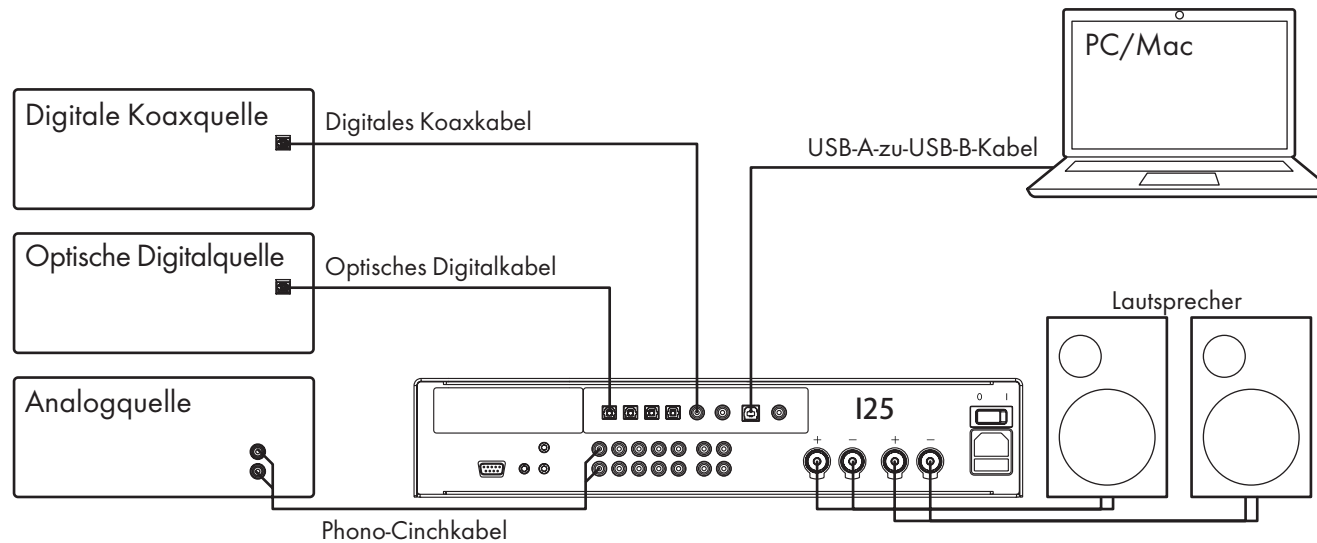 PC/Mac
Digitale Koaxquelle
Digitales Koaxkabel
USB-A-zu-USB-B-Kabel
Optische Digitalquelle
Optisches Digitalkabel
Lautsprecher
Analogquelle
I25
0 I
+ − + −
Phono-Cinchkabel